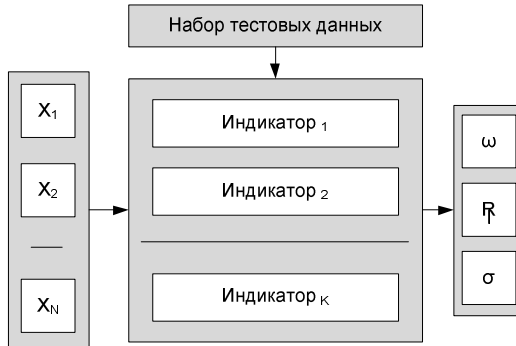 Набор тестовых данных
X1
X2
XN
Индикатор 1
Индикатор 2
Индикатор K
ω
σ